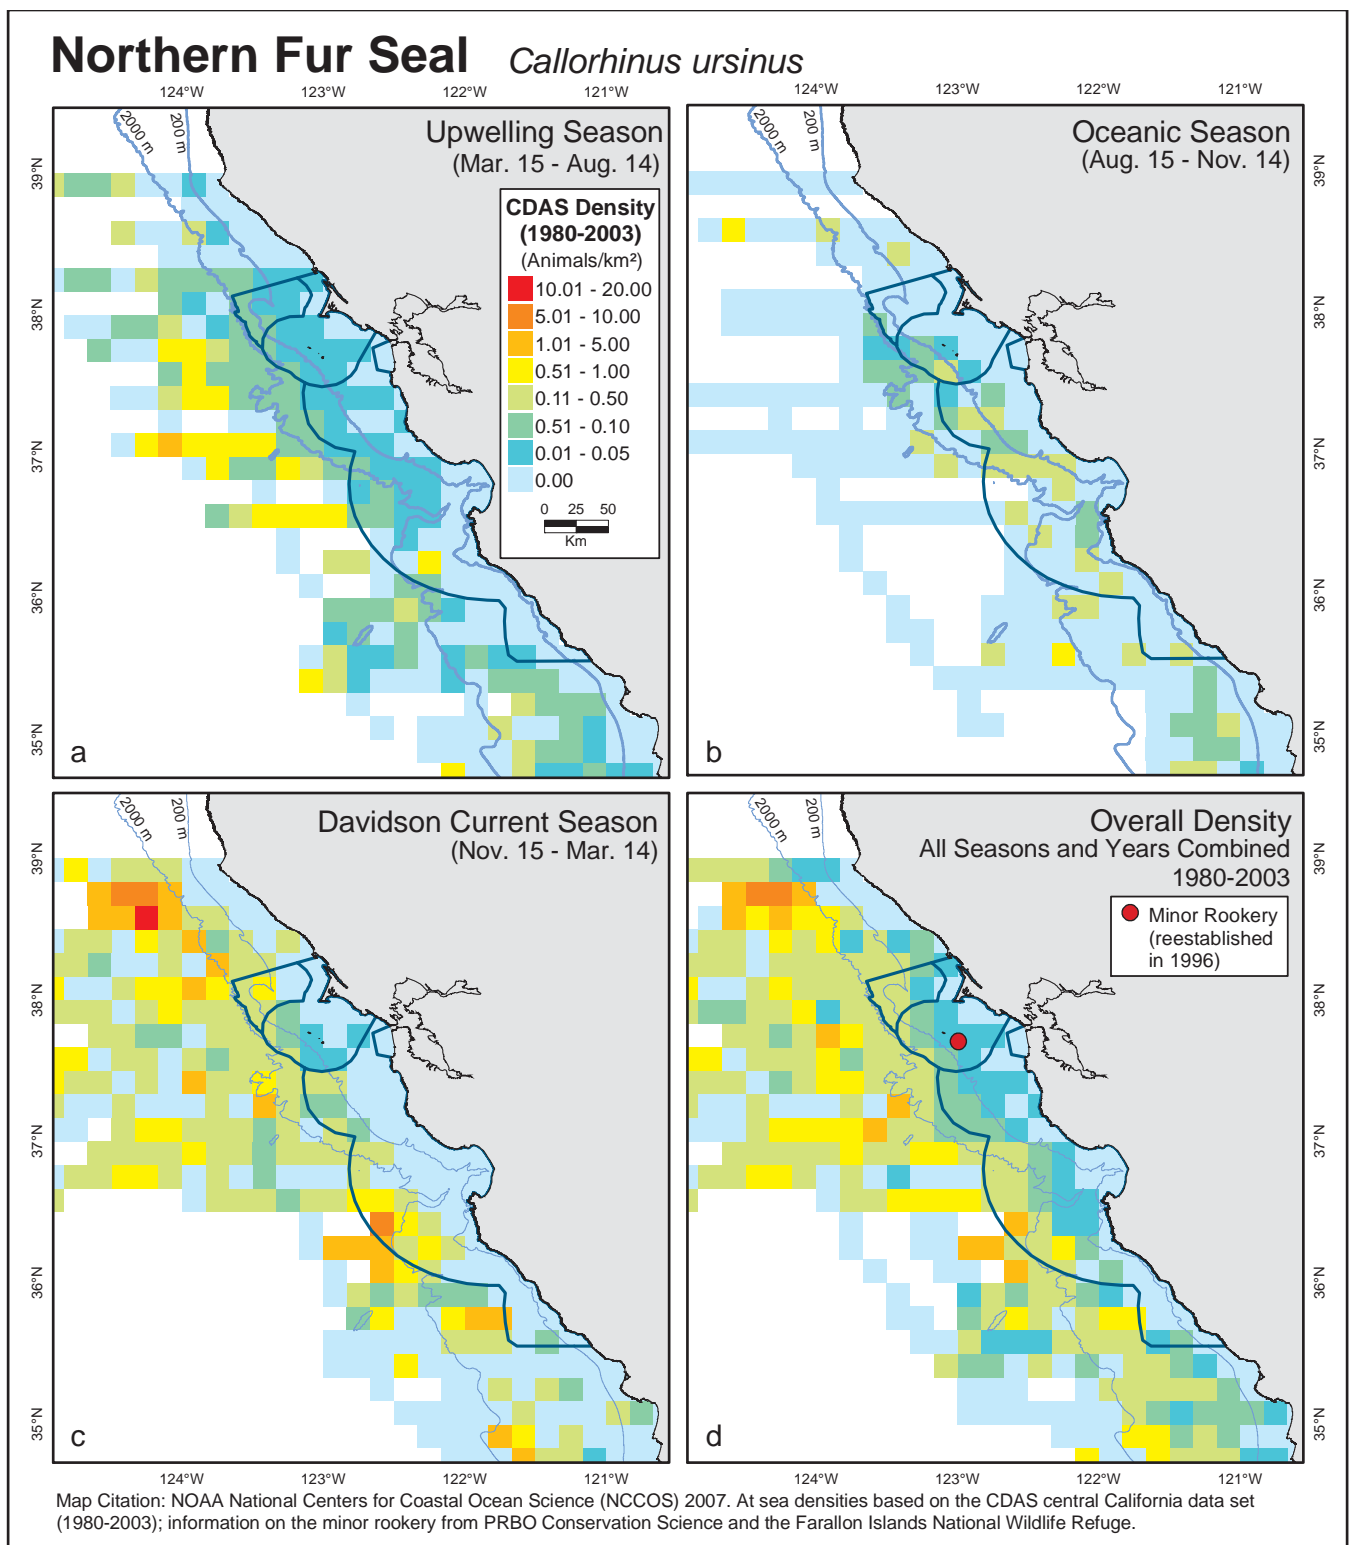 Northern Fur Seal Callorhinus ursinus
124°W 123°W 122°W 121°W 124°W 123°W 122°W 121°W
2000 m 200 m
Upwelling Season
(Mar. 15 - Aug. 14)
CDAS Density
(1980-2003)
(Animals/km²)
10.01 - 20.00
5.01 - 10.00
1.01 - 5.00
0.51 - 1.00
0.11 - 0.50
0.51 - 0.10
0.01 - 0.05
0.00
0 25 50
Km
39°N
38°N
37°N
36°N
35°N
a
2000 m 200 m
Oceanic Season
(Aug. 15 - Nov. 14)
39°N
38°N
37°N
36°N
35°N
b
2000 m 200 m
Davidson Current Season
(Nov. 15 - Mar. 14)
39°N
38°N
37°N
36°N
35°N
c
2000 m 200 m
Overall Density
All Seasons and Years Combined
1980-2003
Minor Rookery
(reestablished
in 1996)
39°N
38°N
37°N
36°N
35°N
d
124°W 123°W 122°W 121°W 124°W 123°W 122°W 121°W
Map Citation: NOAA National Centers for Coastal Ocean Science (NCCOS) 2007. At sea densities based on the CDAS central California data set
(1980-2003); information on the minor rookery from PRBO Conservation Science and the Farallon Islands National Wildlife Refuge.